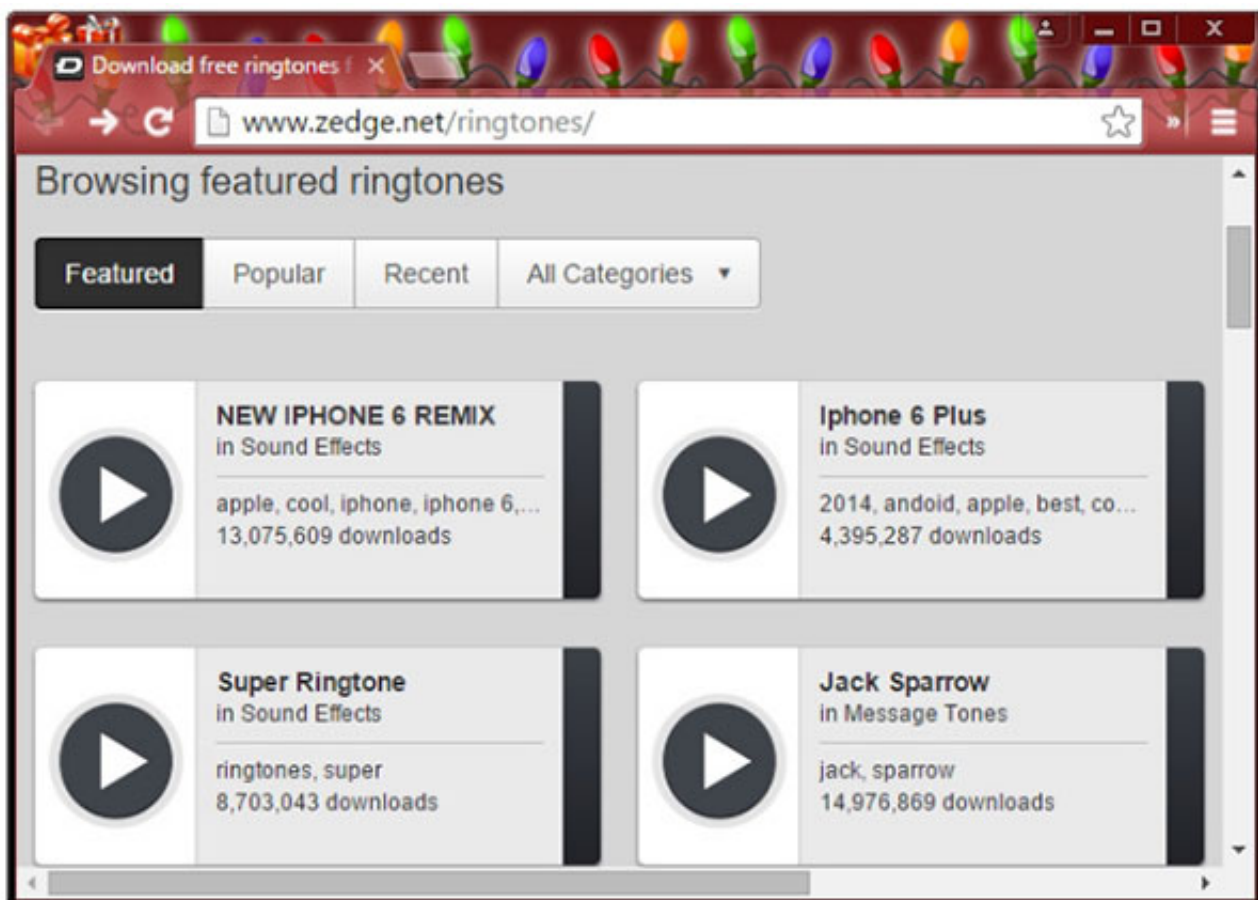 Download free ringtones f
www.zedge.net/ringtones/
Browsing featured ringtones
Featured Popular Recent All Categories
NEW IPHONE 6 REMIX
in Sound Effects
apple, cool, iphone, iphone 6,...
13,075,609 downloads
Iphone 6 Plus
in Sound Effects
2014, andoid, apple, best, co...
4,395,287 downloads
Super Ringtone
in Sound Effects
ringtones, super
8,703,043 downloads
Jack Sparrow
in Message Tones
jack, sparrow
14,976,869 downloads